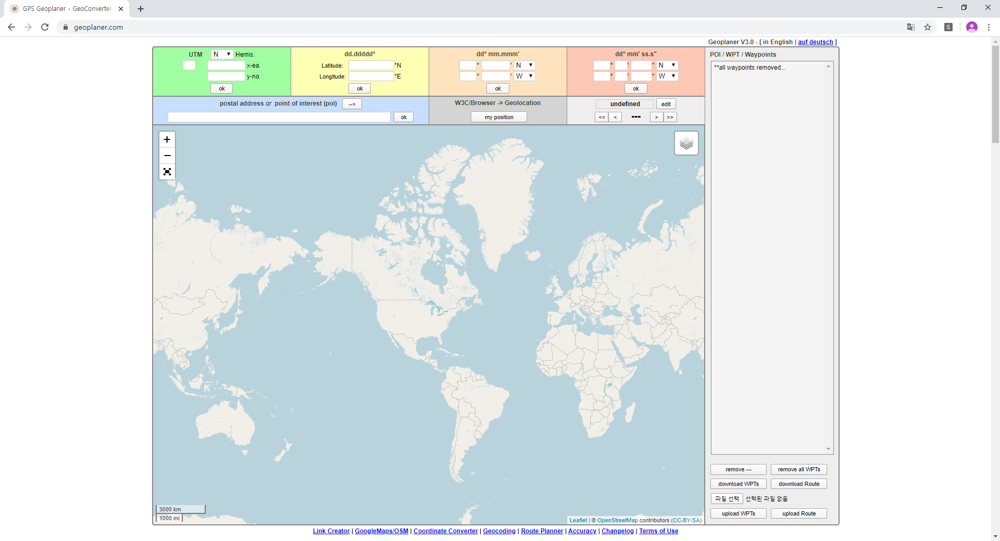 GPS Geoplaner - GeoConverter
geoplaner.com
Geoplaner V3.0 - [ in English | auf deutsch ]
UTM N Hemis.
x-ea.
y-no.
ok
dd.ddddd°
Latitude: °N
Longitude: °E
ok
dd° mm.mmm'
° ' N
° ' W
ok
dd° mm' ss.s"
° ' " N
° ' " W
ok
POI / WPT / Waypoints
**all waypoints removed...
postal address or point of interest (poi) -->
ok
W3C/Browser -> Geolocation
my position
undefined edit
<< < --- > >>
+
−
3000 km
1000 mi
Leaflet | © OpenStreetMap contributors (CC-BY-SA)
remove --- remove all WPTs
download WPTs download Route
파일 선택 선택된 파일 없음
upload WPTs upload Route
Link Creator | GoogleMaps/OSM | Coordinate Converter | Geocoding | Route Planner | Accuracy | Changelog | Terms of Use